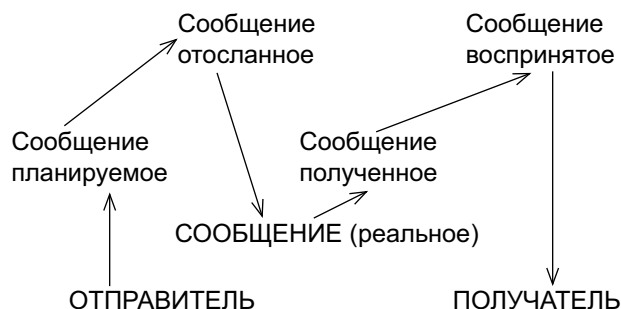 Сообщение
отосланное
Сообщение
воспринятое
Сообщение
планируемое
Сообщение
полученное
СООБЩЕНИЕ (реальное)
ОТПРАВИТЕЛЬ
ПОЛУЧАТЕЛЬ